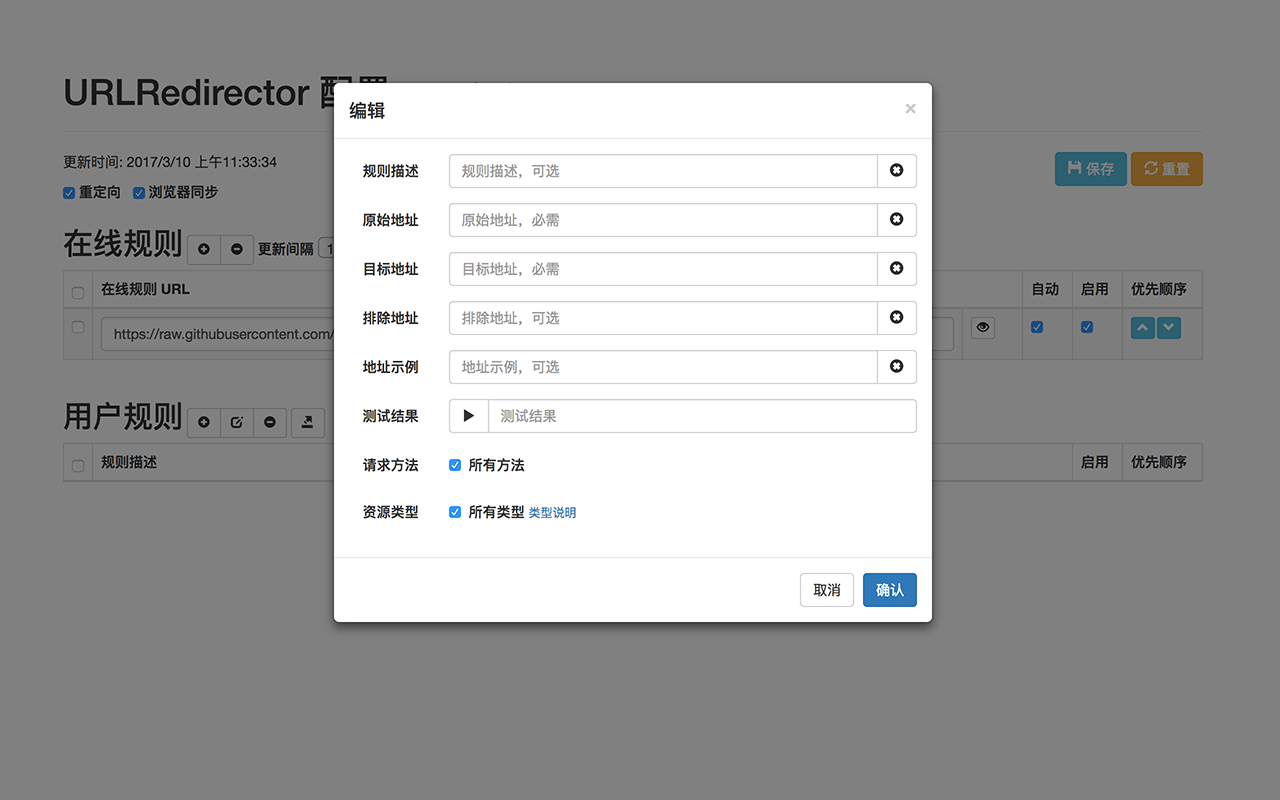 URLRedirector
更新时间: 2017/3/10 上午11:33:34
重定向 浏览器同步
保存 重置
在线规则 更新间隔
在线规则 URL 自动 启用 优先顺序
https://raw.githubusercontent.com/
用户规则
规则描述 启用 优先顺序
编辑 ×
规则描述 规则描述，可选
原始地址 原始地址，必需
目标地址 目标地址，必需
排除地址 排除地址，可选
地址示例 地址示例，可选
测试结果 测试结果
请求方法 所有方法
资源类型 所有类型 类型说明
取消 确认